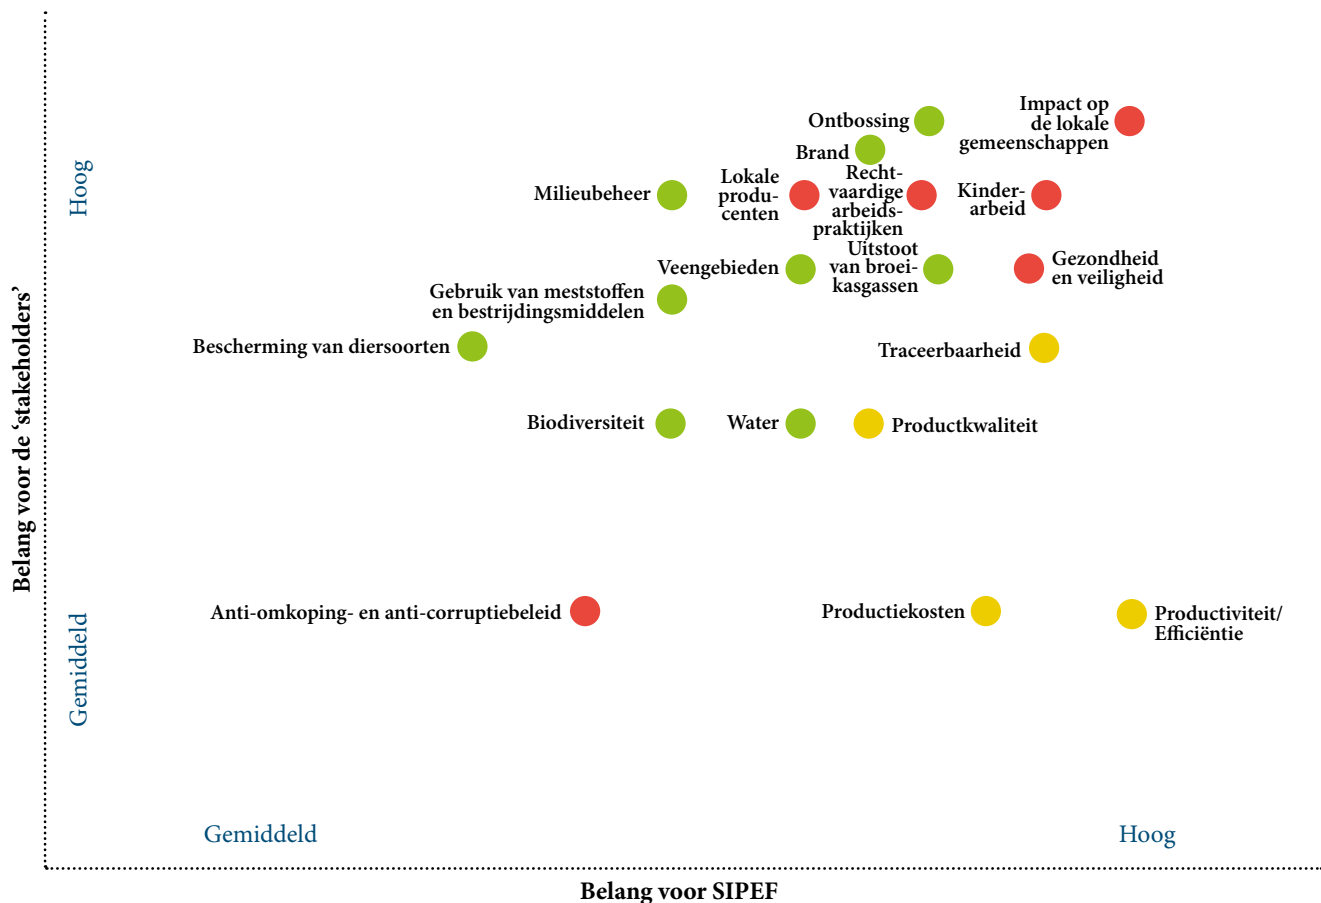 Impact op
de lokale
gemeenschappen
Ontbossing
Brand
Milieubeheer
Lokale
produ-
centen
Recht-
vaardige
arbeids-
praktijken
Kinder-
arbeid
Veengebieden
Uitstoot
van broei-
kasgassen
Gezondheid
en veiligheid
Gebruik van meststoffen
en bestrijdingsmiddelen
Bescherming van diersoorten
Traceerbaarheid
Biodiversiteit
Water
Productkwaliteit
Anti-omkoping- en anti-corruptiebeleid
Productiekosten
Productiviteit/
Efficiëntie
Hoog
Gemiddeld
Belang voor de ‘stakeholders’
Gemiddeld
Hoog
Belang voor SIPEF